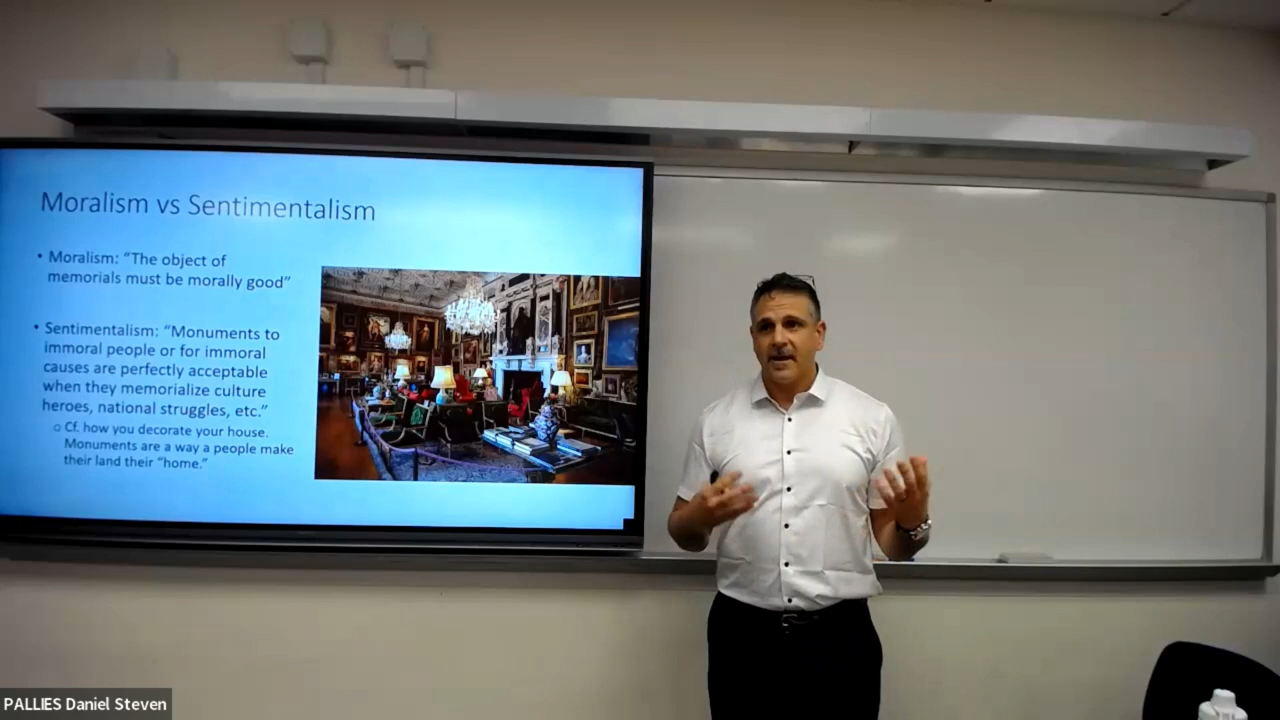 Moralism vs Sentimentalism
• Moralism: “The object of
memorials must be morally good”
• Sentimentalism: “Monuments to
immoral people or for immoral
causes are perfectly acceptable
when they memorialize culture
heroes, national struggles, etc.”
o Cf. how you decorate your house.
Monuments are a way a people make
their land their “home.”
PALLIES Daniel Steven